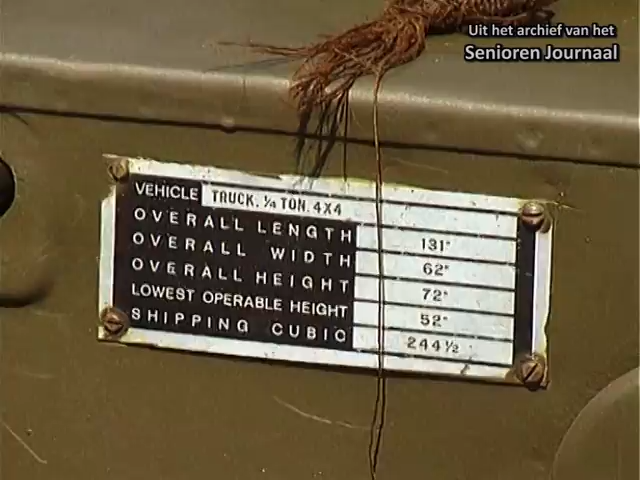 Uit het archief van het
Senioren Journaal
VEHICLE TRUCK, ¼ TON, 4X4
OVERALL LENGTH 131"
OVERALL WIDTH 62"
OVERALL HEIGHT 72"
LOWEST OPERABLE HEIGHT 52"
SHIPPING CUBIC 244½